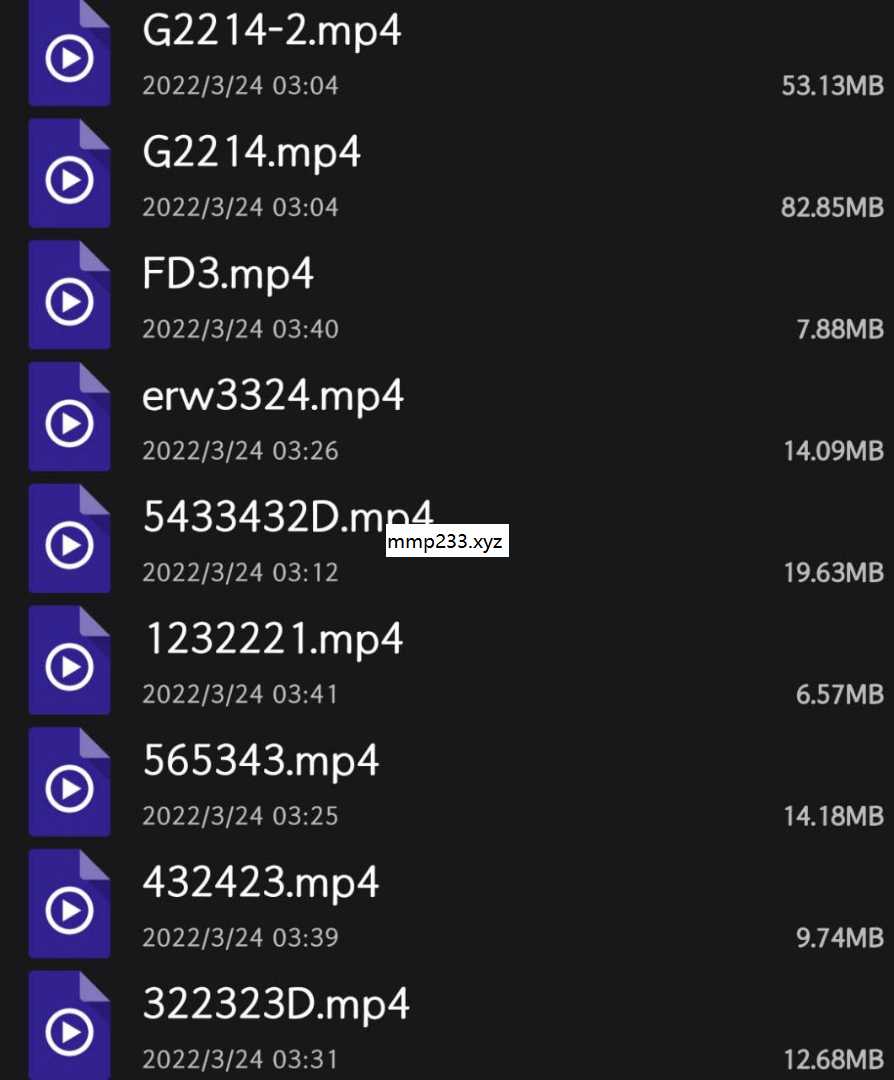 G2214-2.mp4
2022/3/24 03:04 53.13MB
G2214.mp4
2022/3/24 03:04 82.85MB
FD3.mp4
2022/3/24 03:40 7.88MB
erw3324.mp4
2022/3/24 03:26 14.09MB
5433432D.mp4
mmp233.xyz
2022/3/24 03:12 19.63MB
1232221.mp4
2022/3/24 03:41 6.57MB
565343.mp4
2022/3/24 03:25 14.18MB
432423.mp4
2022/3/24 03:39 9.74MB
322323D.mp4
2022/3/24 03:31 12.68MB